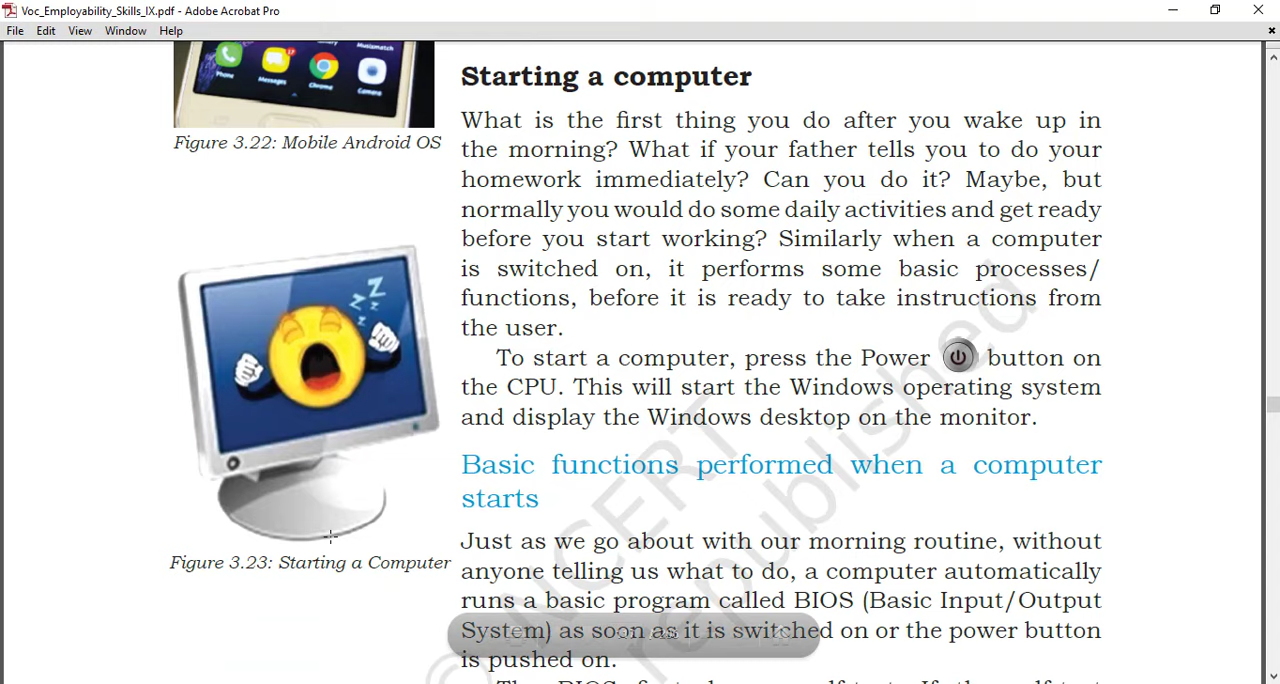 Voc_Employability_Skills_IX.pdf - Adobe Acrobat Pro
File Edit View Window Help
Phone Messages Chrome Camera
Figure 3.22: Mobile Android OS
Starting a computer
What is the first thing you do after you wake up in
the morning? What if your father tells you to do your
homework immediately? Can you do it? Maybe, but
normally you would do some daily activities and get ready
before you start working? Similarly when a computer
is switched on, it performs some basic processes/
functions, before it is ready to take instructions from
the user.
To start a computer, press the Power button on
the CPU. This will start the Windows operating system
and display the Windows desktop on the monitor.
Z
Z
Z
z
Figure 3.23: Starting a Computer
Basic functions performed when a computer
starts
Just as we go about with our morning routine, without
anyone telling us what to do, a computer automatically
runs a basic program called BIOS (Basic Input/Output
System) as soon as it is switched on or the power button
is pushed on.
© NCERT
republished